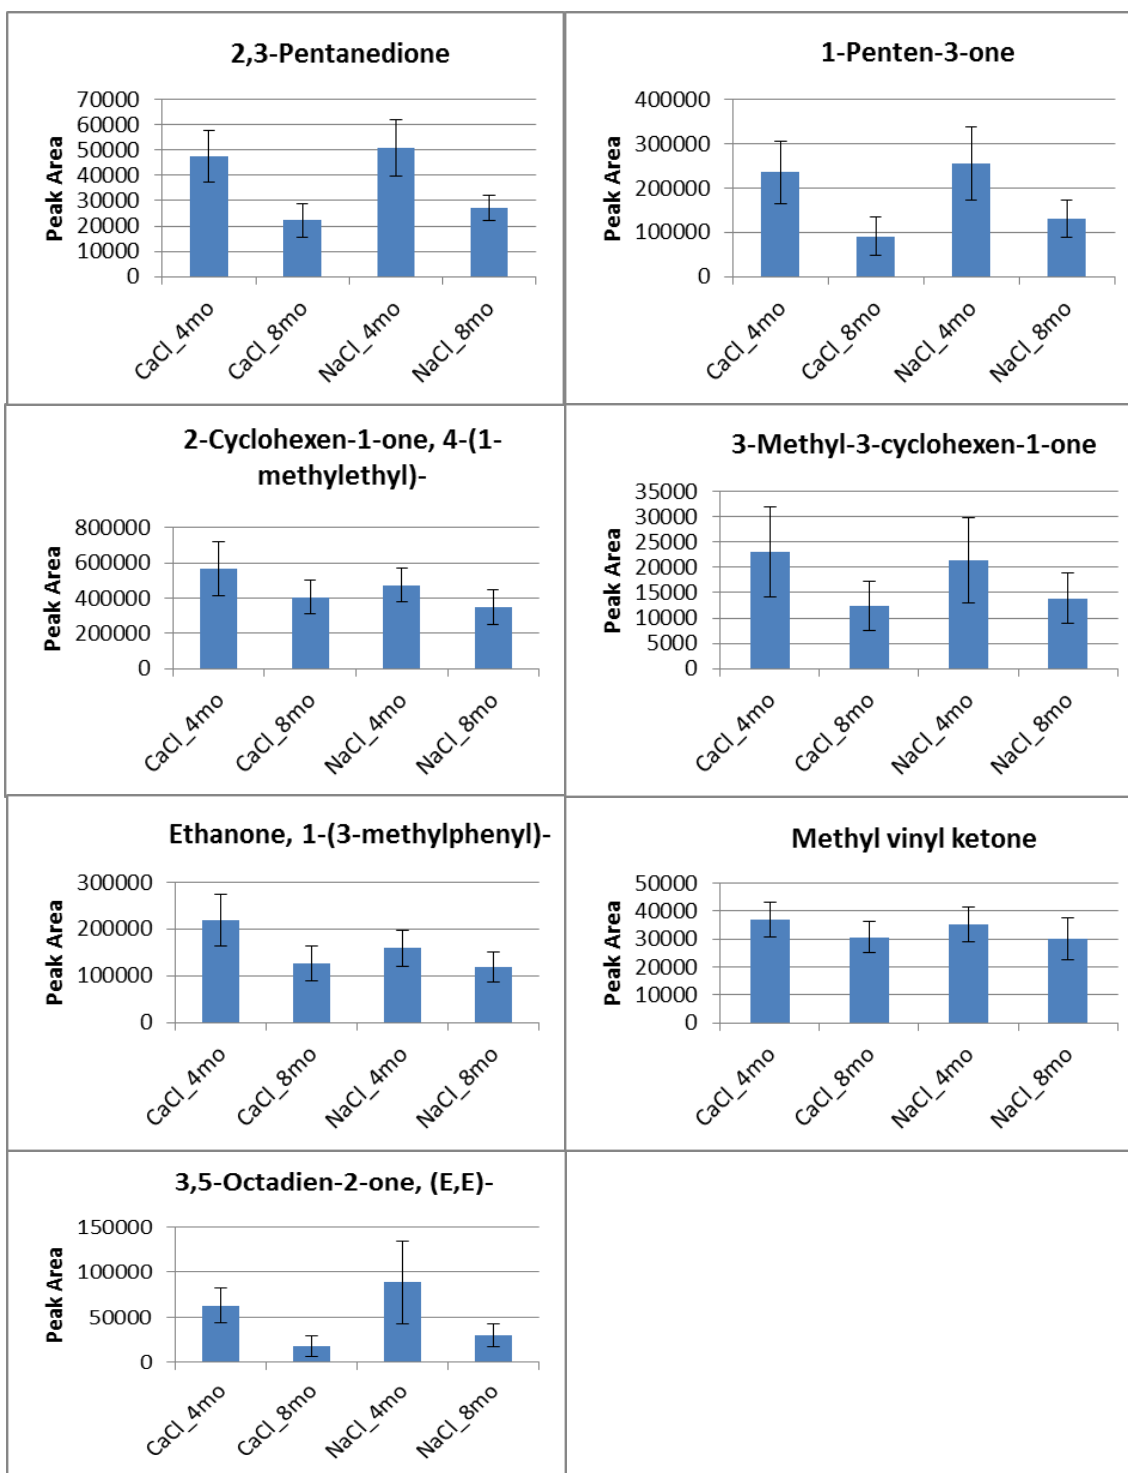 2,3-Pentanedione
Peak Area
70000
60000
50000
40000
30000
20000
10000
0
CaCl_4mo
CaCl_8mo
NaCl_4mo
NaCl_8mo
1-Penten-3-one
Peak Area
400000
300000
200000
100000
0
CaCl_4mo
CaCl_8mo
NaCl_4mo
NaCl_8mo
2-Cyclohexen-1-one, 4-(1-
methylethyl)-
Peak Area
800000
600000
400000
200000
0
CaCl_4mo
CaCl_8mo
NaCl_4mo
NaCl_8mo
3-Methyl-3-cyclohexen-1-one
Peak Area
35000
30000
25000
20000
15000
10000
5000
0
CaCl_4mo
CaCl_8mo
NaCl_4mo
NaCl_8mo
Ethanone, 1-(3-methylphenyl)-
Peak Area
300000
200000
100000
0
CaCl_4mo
CaCl_8mo
NaCl_4mo
NaCl_8mo
Methyl vinyl ketone
Peak Area
50000
40000
30000
20000
10000
0
CaCl_4mo
CaCl_8mo
NaCl_4mo
NaCl_8mo
3,5-Octadien-2-one, (E,E)-
Peak Area
150000
100000
50000
0
CaCl_4mo
CaCl_8mo
NaCl_4mo
NaCl_8mo